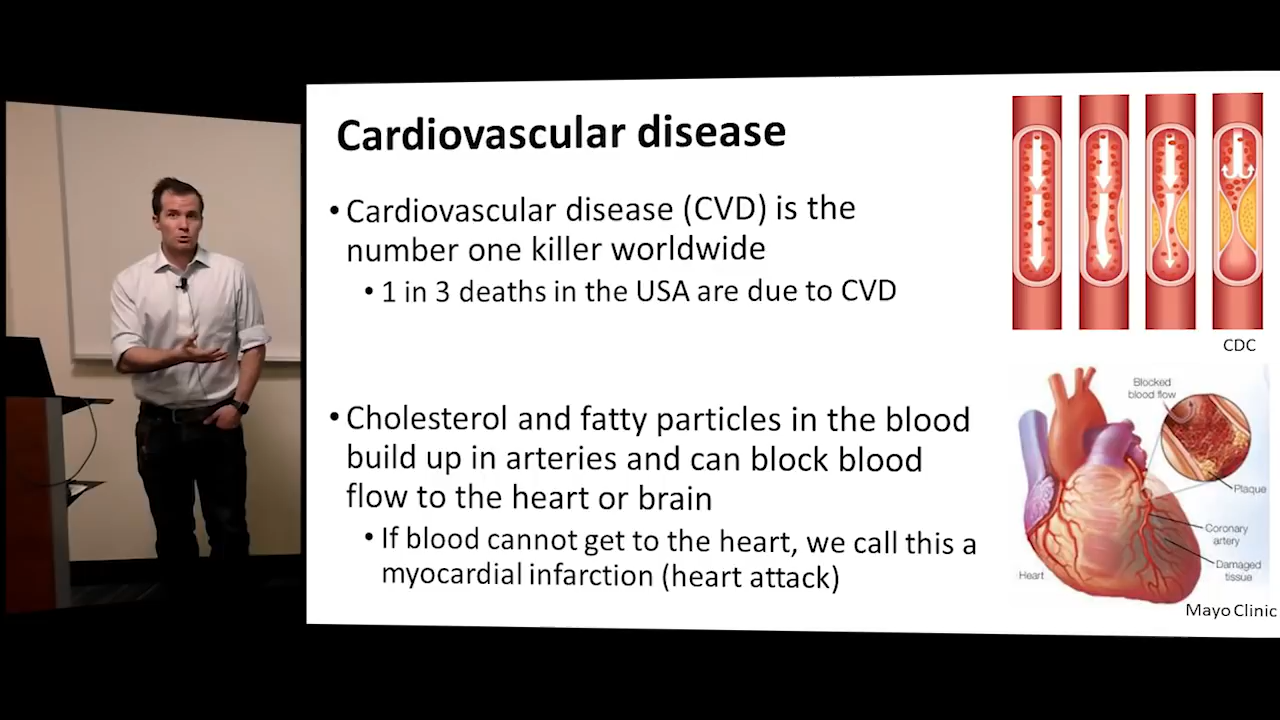 Cardiovascular disease
• Cardiovascular disease (CVD) is the
number one killer worldwide
• 1 in 3 deaths in the USA are due to CVD
• Cholesterol and fatty particles in the blood
build up in arteries and can block blood
flow to the heart or brain
• If blood cannot get to the heart, we call this a
myocardial infarction (heart attack)
CDC
Blocked
blood flow
Plaque
Coronary
artery
Damaged
tissue
Heart
Mayo Clinic